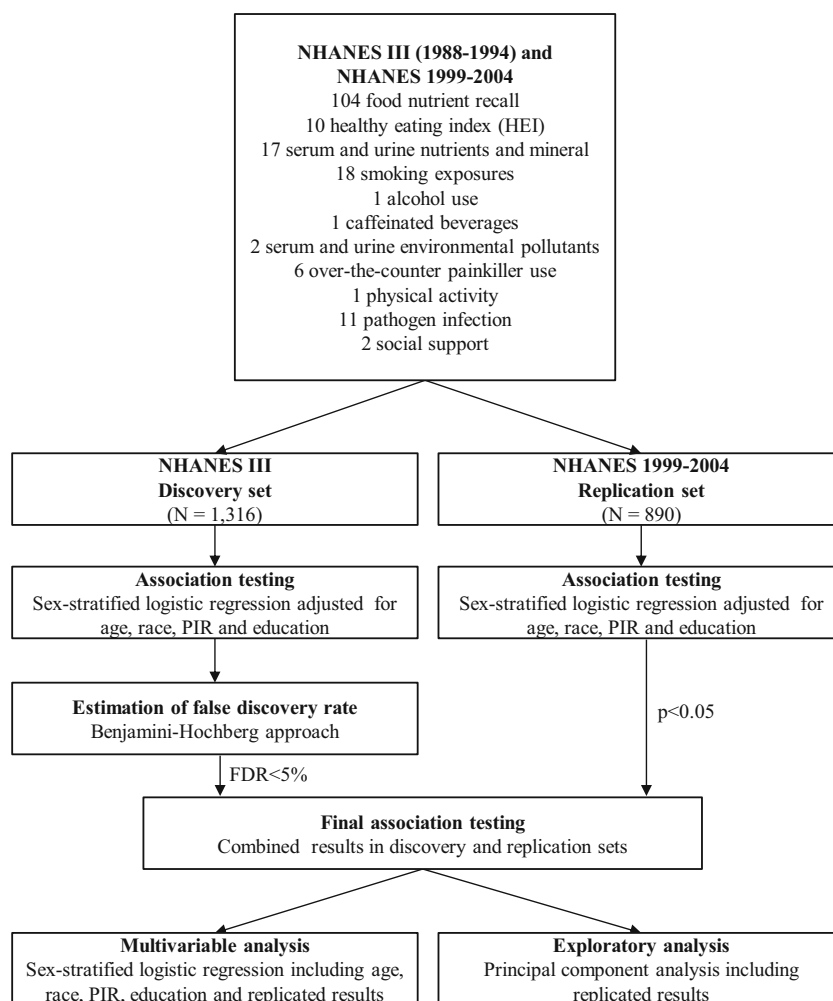 NHANES III (1988-1994) and
NHANES 1999-2004
104 food nutrient recall
10 healthy eating index (HEI)
17 serum and urine nutrients and mineral
18 smoking exposures
1 alcohol use
1 caffeinated beverages
2 serum and urine environmental pollutants
6 over-the-counter painkiller use
1 physical activity
11 pathogen infection
2 social support
NHANES III
Discovery set
(N = 1,316)
NHANES 1999-2004
Replication set
(N = 890)
Association testing
Sex-stratified logistic regression adjusted for
age, race, PIR and education
Association testing
Sex-stratified logistic regression adjusted for
age, race, PIR and education
Estimation of false discovery rate
Benjamini-Hochberg approach
p<0.05
FDR<5%
Final association testing
Combined results in discovery and replication sets
Multivariable analysis
Sex-stratified logistic regression including age,
race, PIR, education and replicated results
Exploratory analysis
Principal component analysis including
replicated results